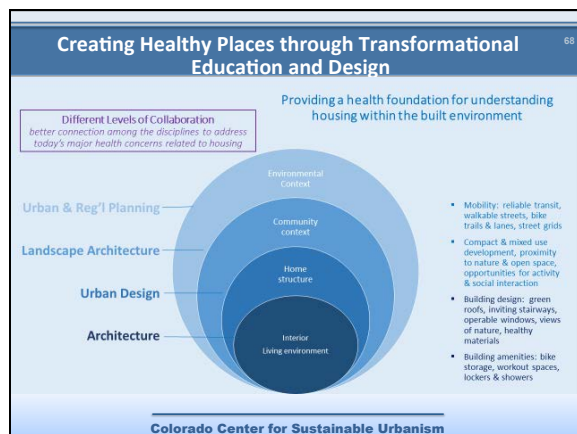 Creating Healthy Places through Transformational
Education and Design
68
Different Levels of Collaboration
better connection among the disciplines to address
today's major health concerns related to housing
Providing a health foundation for understanding
housing within the built environment
Urban & Reg'l Planning
Landscape Architecture
Urban Design
Architecture
Environmental
Context
Community
context
Home
structure
Interior
Living environment
▪ Mobility: reliable transit,
walkable streets, bike
trails & lanes, street grids
▪ Compact & mixed use
development, proximity
to nature & open space,
opportunities for activity
& social interaction
▪ Building design: green
roofs, inviting stairways,
operable windows, views
of nature, healthy
materials
▪ Building amenities: bike
storage, workout spaces,
lockers & showers
Colorado Center for Sustainable Urbanism